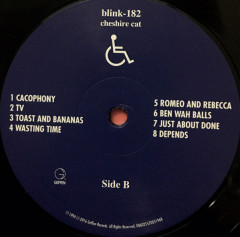 blink-182
cheshire cat
1 CACOPHONY
2 TV
3 TOAST AND BANANAS
4 WASTING TIME
5 ROMEO AND REBECCA
6 BEN WAH BALLS
7 JUST ABOUT DONE
8 DEPENDS
GEFFEN
Side B